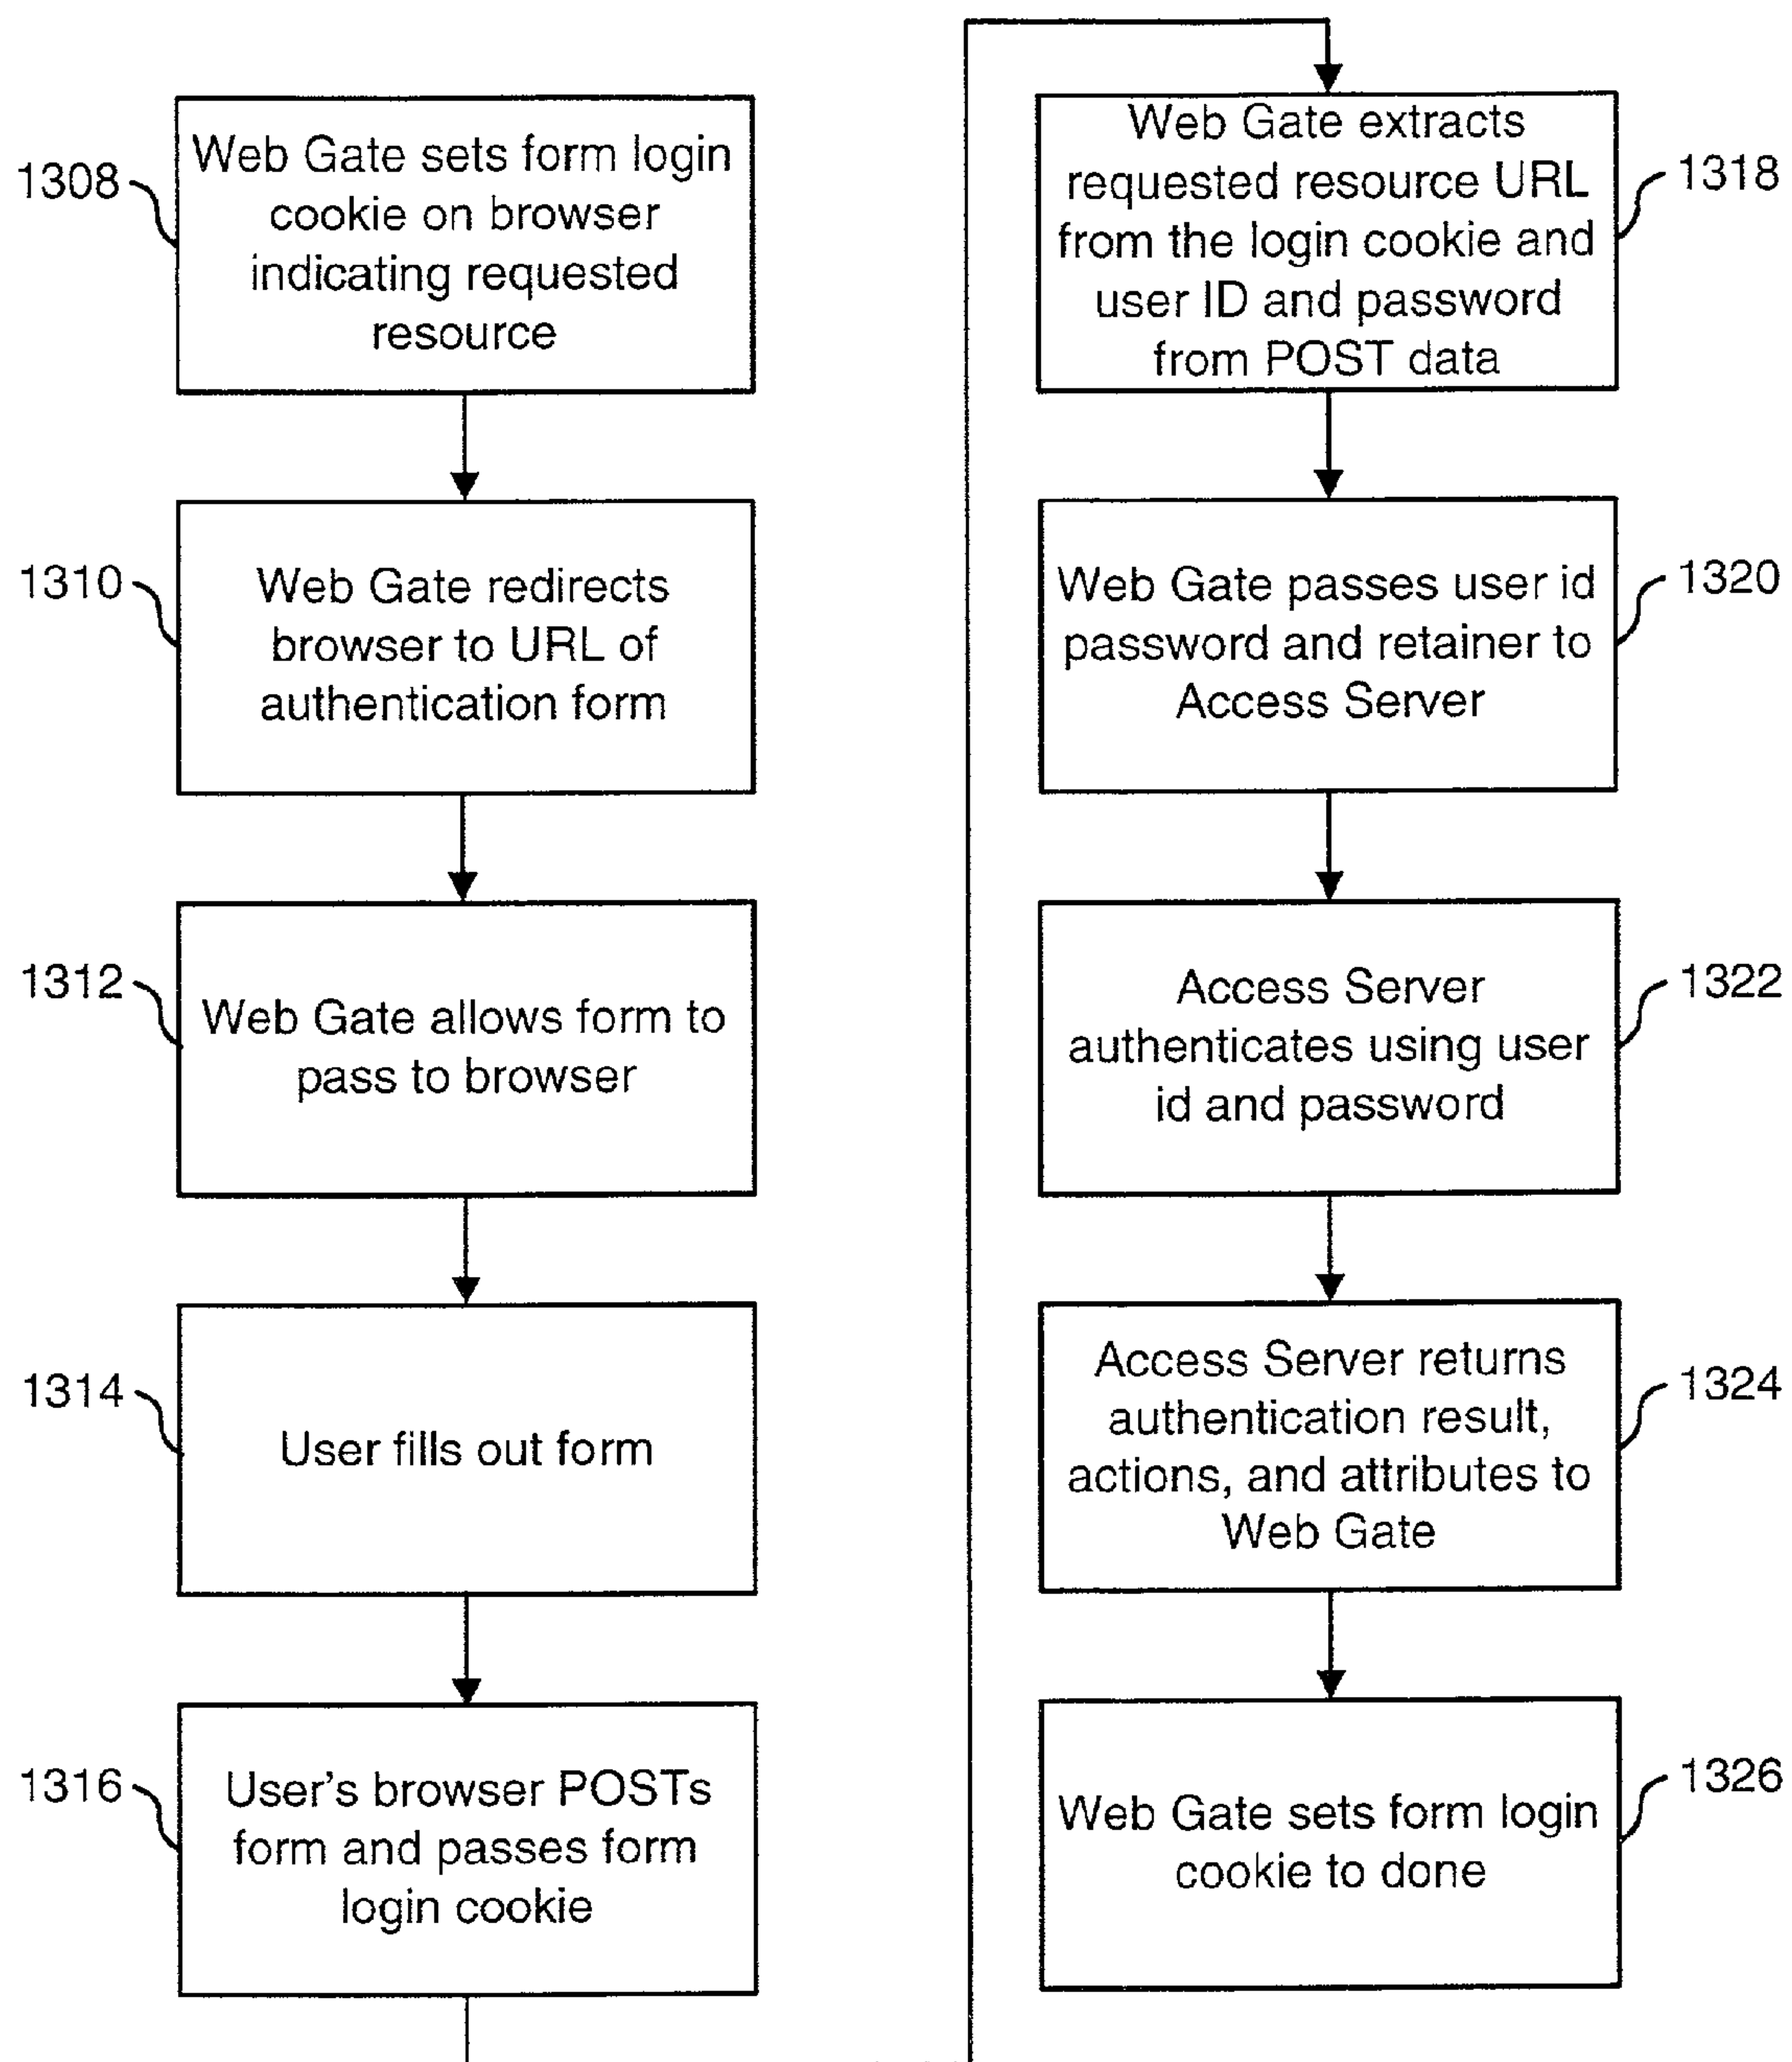 1308
Web Gate sets form login
cookie on browser
indicating requested
resource
1310
Web Gate redirects
browser to URL of
authentication form
1312
Web Gate allows form to
pass to browser
1314
User fills out form
1316
User's browser POSTs
form and passes form
login cookie
Web Gate extracts
requested resource URL
from the login cookie and
user ID and password
from POST data
1318
Web Gate passes user id
password and retainer to
Access Server
1320
Access Server
authenticates using user
id and password
1322
Access Server returns
authentication result,
actions, and attributes to
Web Gate
1324
Web Gate sets form login
cookie to done
1326